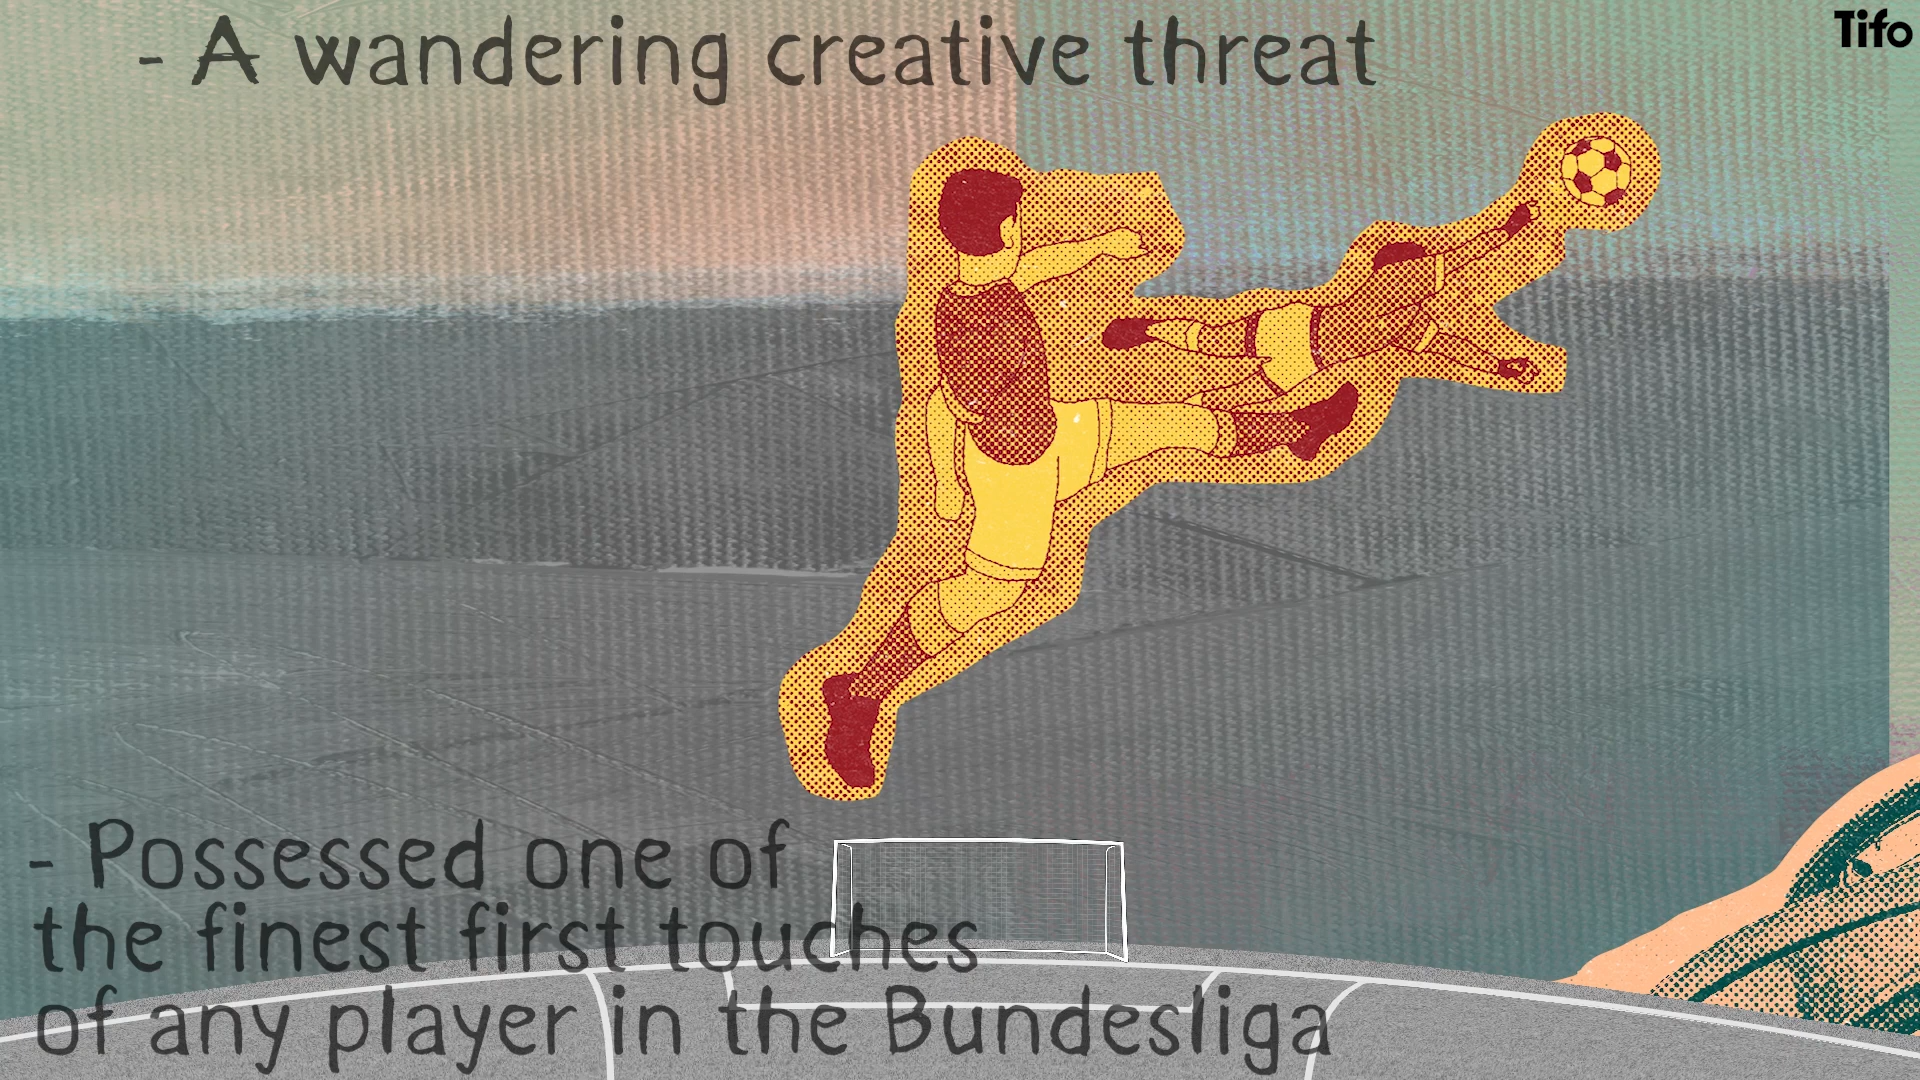 - A wandering creative threat
Tifo
- Possessed one of
the finest first touches
of any player in the Bundesliga